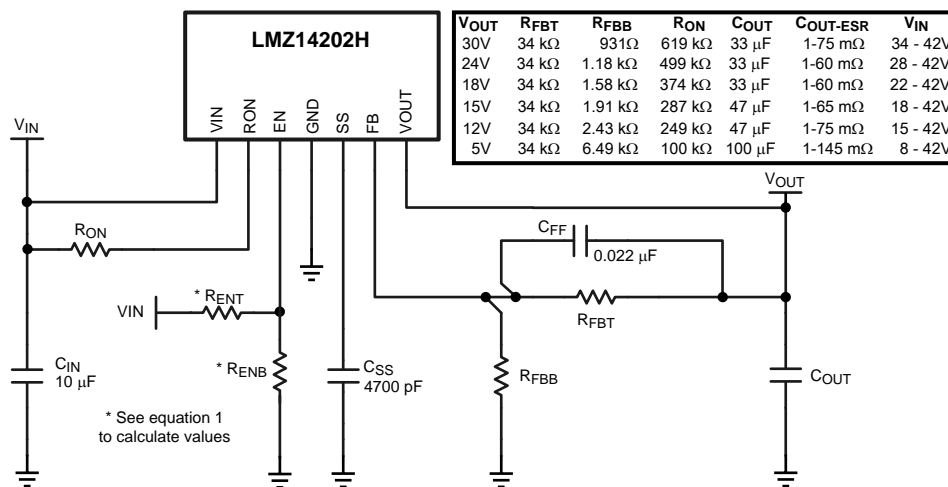 LMZ14202H
VIN
RON
EN
GND
SS
FB
VOUT
VOUT RFBT RFBB RON COUT COUT-ESR VIN
30V 34 kΩ 931Ω 619 kΩ 33 μF 1-75 mΩ 34 - 42V
24V 34 kΩ 1.18 kΩ 499 kΩ 33 μF 1-60 mΩ 28 - 42V
18V 34 kΩ 1.58 kΩ 374 kΩ 33 μF 1-60 mΩ 22 - 42V
15V 34 kΩ 1.91 kΩ 287 kΩ 47 μF 1-65 mΩ 18 - 42V
12V 34 kΩ 2.43 kΩ 249 kΩ 47 μF 1-75 mΩ 15 - 42V
5V 34 kΩ 6.49 kΩ 100 kΩ 100 μF 1-145 mΩ 8 - 42V
VIN
VOUT
RON
CFF
0.022 μF
* RENT
VIN
RFBT
CIN
10 μF
* RENB
CSS
4700 pF
RFBB
COUT
* See equation 1
to calculate values